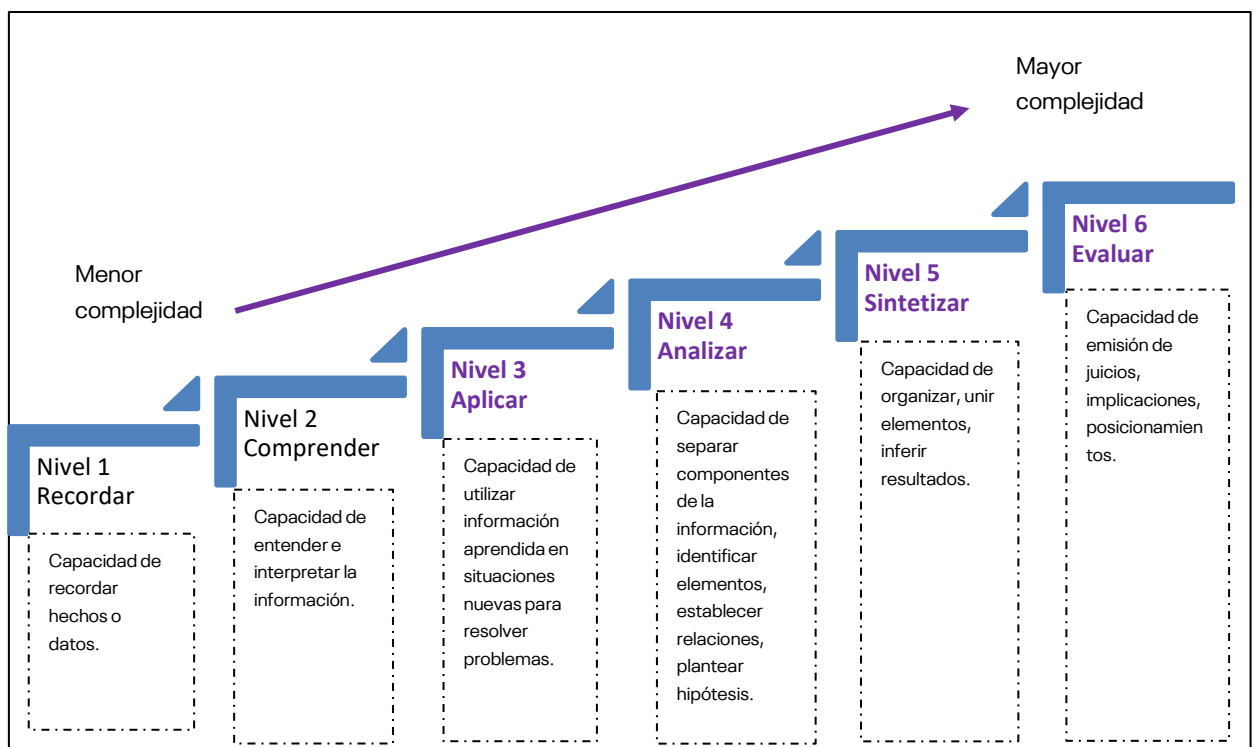 Mayor
complejidad
Menor
complejidad
Nivel 1
Recordar
Capacidad de
recordar
hechos o
datos.
Nivel 2
Comprender
Capacidad de
entender e
interpretar la
información.
Nivel 3
Aplicar
Capacidad de
utilizar
información
aprendida en
situaciones
nuevas para
resolver
problemas.
Nivel 4
Analizar
Capacidad de
separar
componentes
de la
información,
identificar
elementos,
establecer
relaciones,
plantear
hipótesis.
Nivel 5
Sintetizar
Capacidad de
organizar, unir
elementos,
inferir
resultados.
Nivel 6
Evaluar
Capacidad de
emisión de
juicios,
implicaciones,
posicionamien
tos.